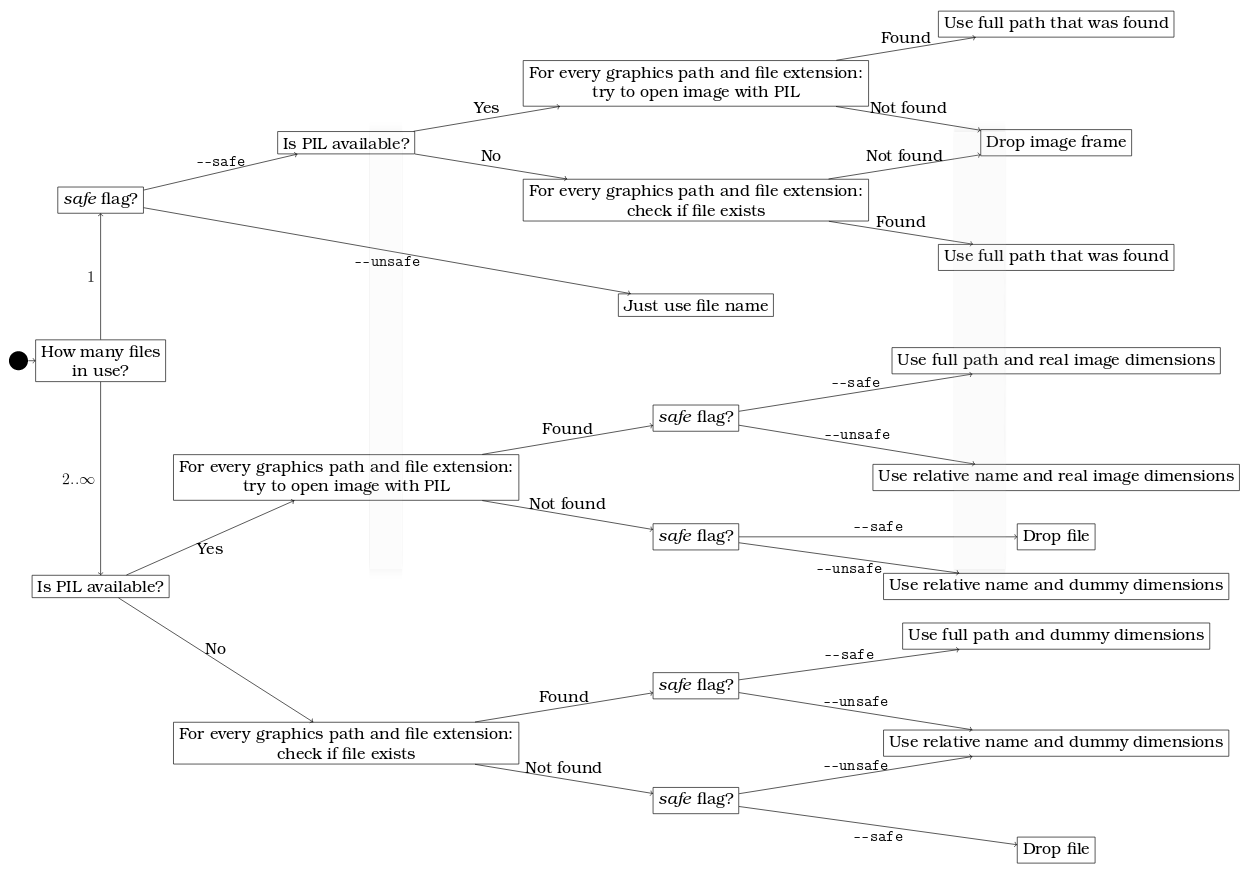 Use full path that was found
Found
For every graphics path and file extension:
try to open image with PIL
Yes
Not found
Is PIL available?
Drop image frame
--safe
No
Not found
safe flag?
For every graphics path and file extension:
check if file exists
Found
Use full path that was found
--unsafe
1
Just use file name
How many files
in use?
Use full path and real image dimensions
--safe
safe flag?
Found
--unsafe
For every graphics path and file extension:
try to open image with PIL
2..∞
Use relative name and real image dimensions
Not found
--safe
safe flag?
Drop file
Yes
--unsafe
Is PIL available?
Use relative name and dummy dimensions
No
Use full path and dummy dimensions
--safe
safe flag?
Found
--unsafe
For every graphics path and file extension:
check if file exists
Use relative name and dummy dimensions
Not found
--unsafe
safe flag?
--safe
Drop file